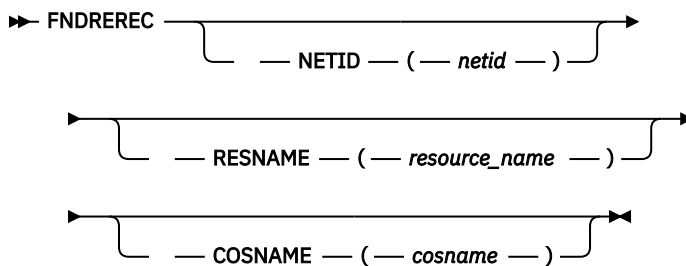 FNDREREC
NETID ( netid )
RESNAME ( resource_name )
COSNAME ( cosname )